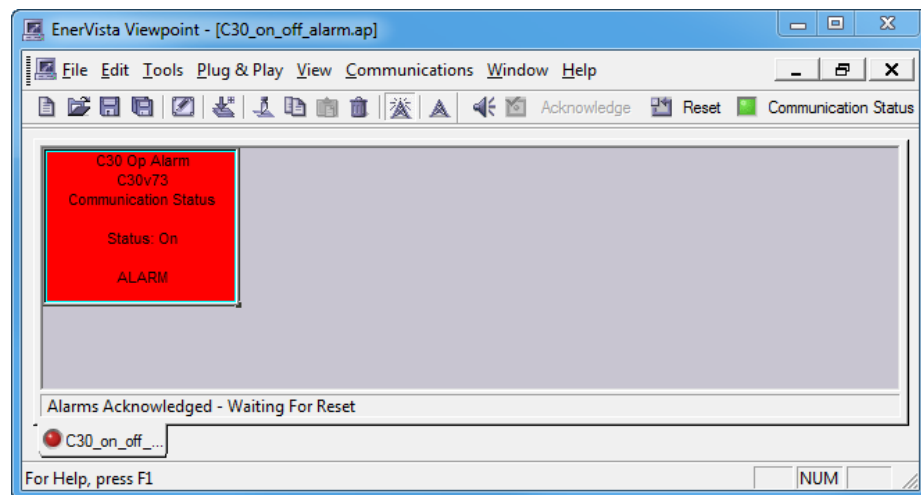 EnerVista Viewpoint - [C30_on_off_alarm.ap]
File Edit Tools Plug & Play View Communications Window Help
Acknowledge Reset Communication Status
C30 Op Alarm
C30v73
Communication Status
Status: On
ALARM
Alarms Acknowledged - Waiting For Reset
C30_on_off_...
For Help, press F1 NUM